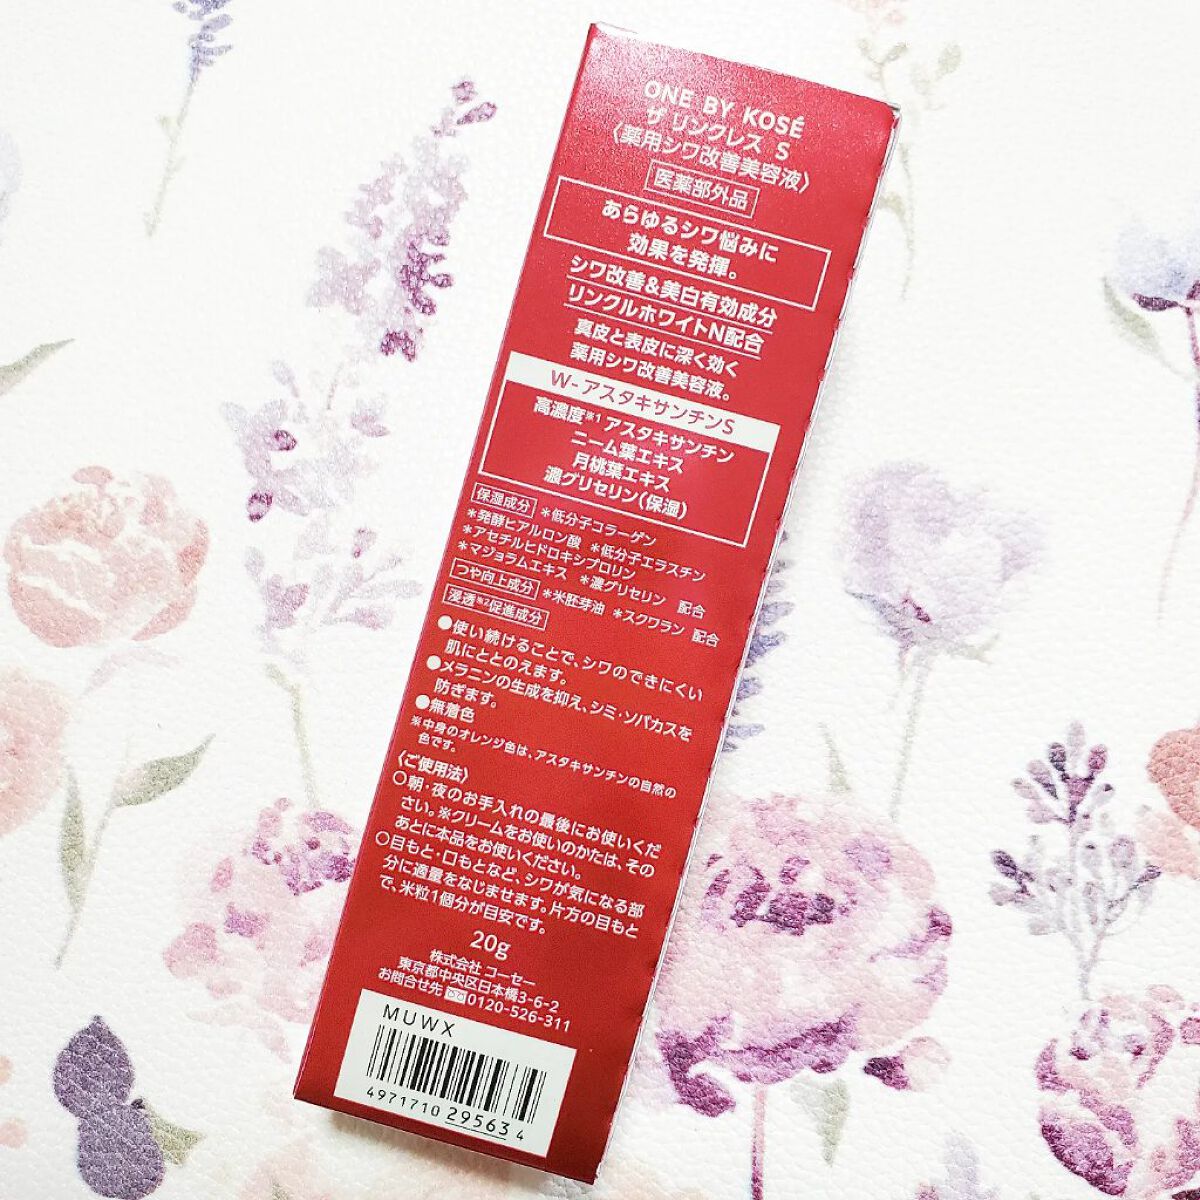 ONE BY KOSÉ
ザ リンクレス S
〈薬用シワ改善美容液〉
医薬部外品
あらゆるシワ悩みに
効果を発揮。
シワ改善&美白有効成分
リンクルホワイトN配合
真皮と表皮に深く効く
薬用シワ改善美容液。
W-アスタキサンチンS
高濃度※1アスタキサンチン
ニーム葉エキス
月桃葉エキス
濃グリセリン(保湿)
保湿成分 *低分子コラーゲン
*発酵ヒアルロン酸 *低分子エラスチン
*アセチルヒドロキシプロリン
*マジョラムエキス *濃グリセリン 配合
つや向上成分 *米胚芽油 *スクワラン 配合
浸透※2促進成分
●使い続けることで、シワのできにくい
肌にととのえます。
●メラニンの生成を抑え、シミ・ソバカスを
防ぎます。
●無着色
※中身のオレンジ色は、アスタキサンチンの自然の
色です。
〈ご使用法〉
○朝・夜のお手入れの最後にお使いくだ
さい。※クリームをお使いのかたは、その
あとに本品をお使いください。
○目もと・口もとなど、シワが気になる部
分に適量をなじませます。片方の目もと
で、米粒1個分が目安です。
20g
株式会社 コーセー
東京都中央区日本橋3-6-2
お問合せ先 0120-526-311
MUWX
4971710 295634